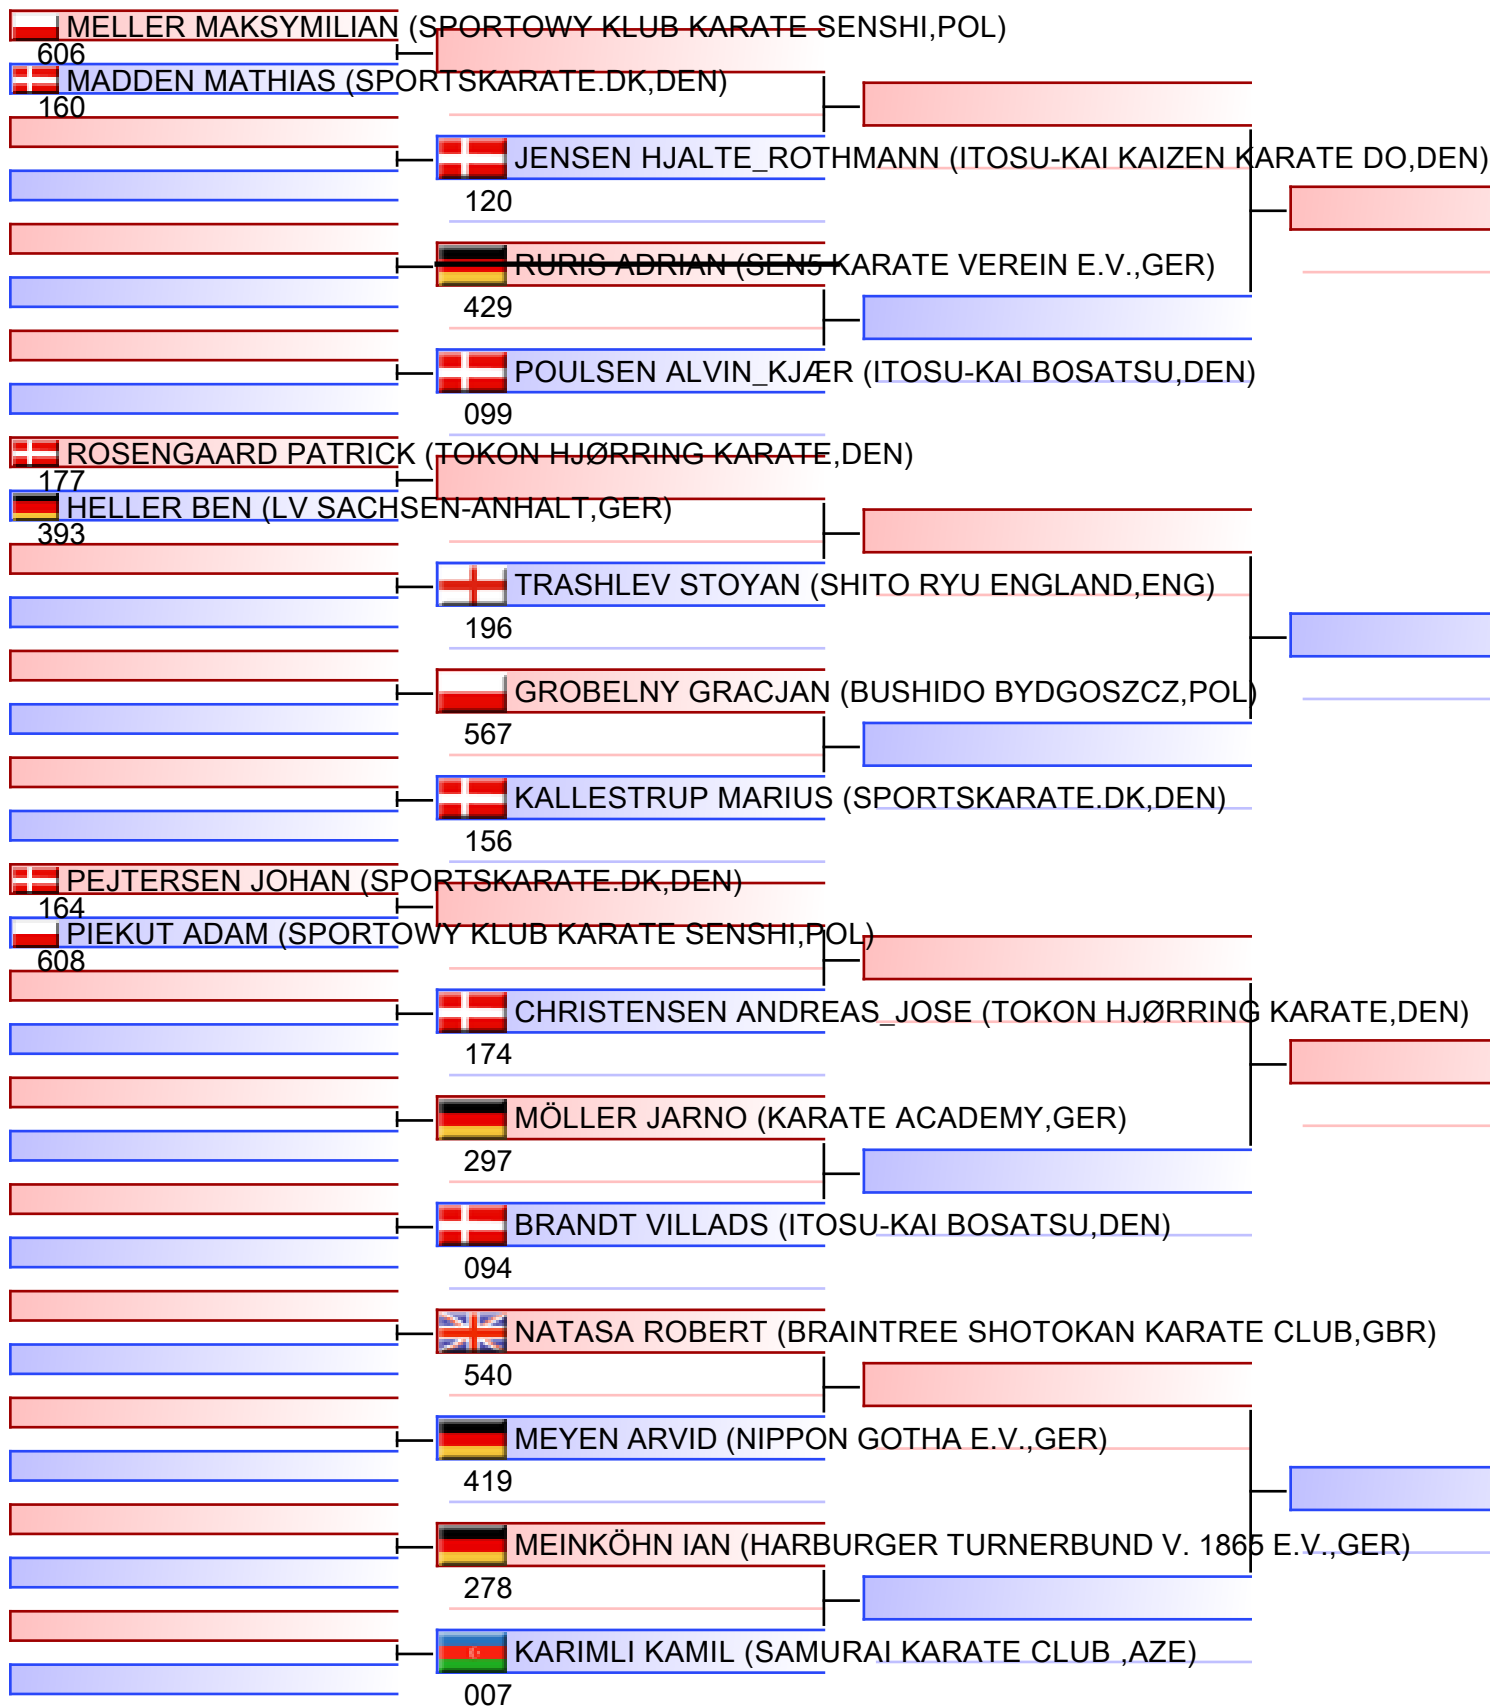 MELLER MAKSYMILIAN (SPORTOWY KLUB KARATE SENSHI,POL)
606
MADDEN MATHIAS (SPORTSKARATE.DK,DEN)
160
JENSEN HJALTE_ROTHMANN (ITOSU-KAI KAIZEN KARATE DO,DEN)
120
RURIS ADRIAN (SEN5 KARATE VEREIN E.V.,GER)
429
POULSEN ALVIN_KJÆR (ITOSU-KAI BOSATSU,DEN)
099
ROSENGAARD PATRICK (TOKON HJØRRING KARATE,DEN)
177
HELLER BEN (LV SACHSEN-ANHALT,GER)
393
TRASHLEV STOYAN (SHITO RYU ENGLAND,ENG)
196
GROBELNY GRACJAN (BUSHIDO BYDGOSZCZ,POL)
567
KALLESTRUP MARIUS (SPORTSKARATE.DK,DEN)
156
PEJTERSEN JOHAN (SPORTSKARATE.DK,DEN)
164
PIEKUT ADAM (SPORTOWY KLUB KARATE SENSHI,POL)
608
CHRISTENSEN ANDREAS_JOSE (TOKON HJØRRING KARATE,DEN)
174
MÖLLER JARNO (KARATE ACADEMY,GER)
297
BRANDT VILLADS (ITOSU-KAI BOSATSU,DEN)
094
NATASA ROBERT (BRAINTREE SHOTOKAN KARATE CLUB,GBR)
540
MEYEN ARVID (NIPPON GOTHA E.V.,GER)
419
MEINKÖHN IAN (HARBURGER TURNERBUND V. 1865 E.V.,GER)
278
KARIMLI KAMIL (SAMURAI KARATE CLUB ,AZE)
007